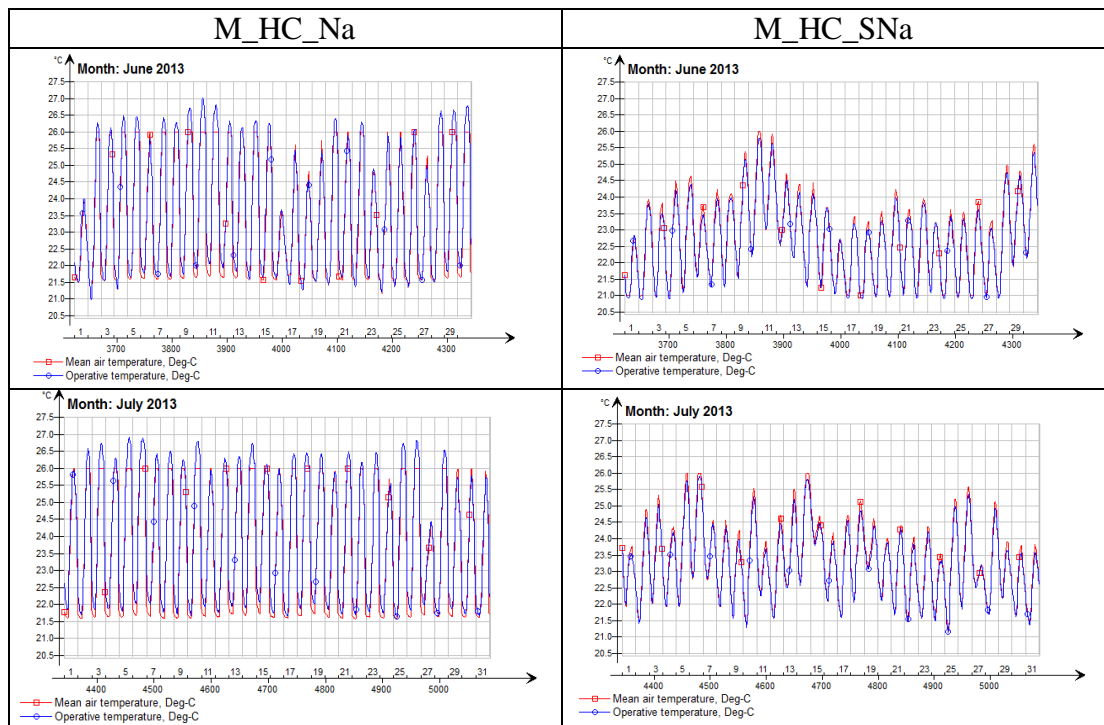 M_HC_Na
M_HC_SNa
°C
Month: June 2013
27.5
27.0
26.5
26.0
25.5
25.0
24.5
24.0
23.5
23.0
22.5
22.0
21.5
21.0
20.5
1 3 5 7 9 11 13 15 17 19 21 23 25 27 29
3700 3800 3900 4000 4100 4200 4300
Mean air temperature, Deg-C
Operative temperature, Deg-C
°C
Month: June 2013
27.5
27.0
26.5
26.0
25.5
25.0
24.5
24.0
23.5
23.0
22.5
22.0
21.5
21.0
20.5
1 3 5 7 9 11 13 15 17 19 21 23 25 27 29
3700 3800 3900 4000 4100 4200 4300
Mean air temperature, Deg-C
Operative temperature, Deg-C
°C
Month: July 2013
27.5
27.0
26.5
26.0
25.5
25.0
24.5
24.0
23.5
23.0
22.5
22.0
21.5
21.0
20.5
1 3 5 7 9 11 13 15 17 19 21 23 25 27 29 31
4400 4500 4600 4700 4800 4900 5000
Mean air temperature, Deg-C
Operative temperature, Deg-C
°C
Month: July 2013
27.5
27.0
26.5
26.0
25.5
25.0
24.5
24.0
23.5
23.0
22.5
22.0
21.5
21.0
20.5
1 3 5 7 9 11 13 15 17 19 21 23 25 27 29 31
4400 4500 4600 4700 4800 4900 5000
Mean air temperature, Deg-C
Operative temperature, Deg-C